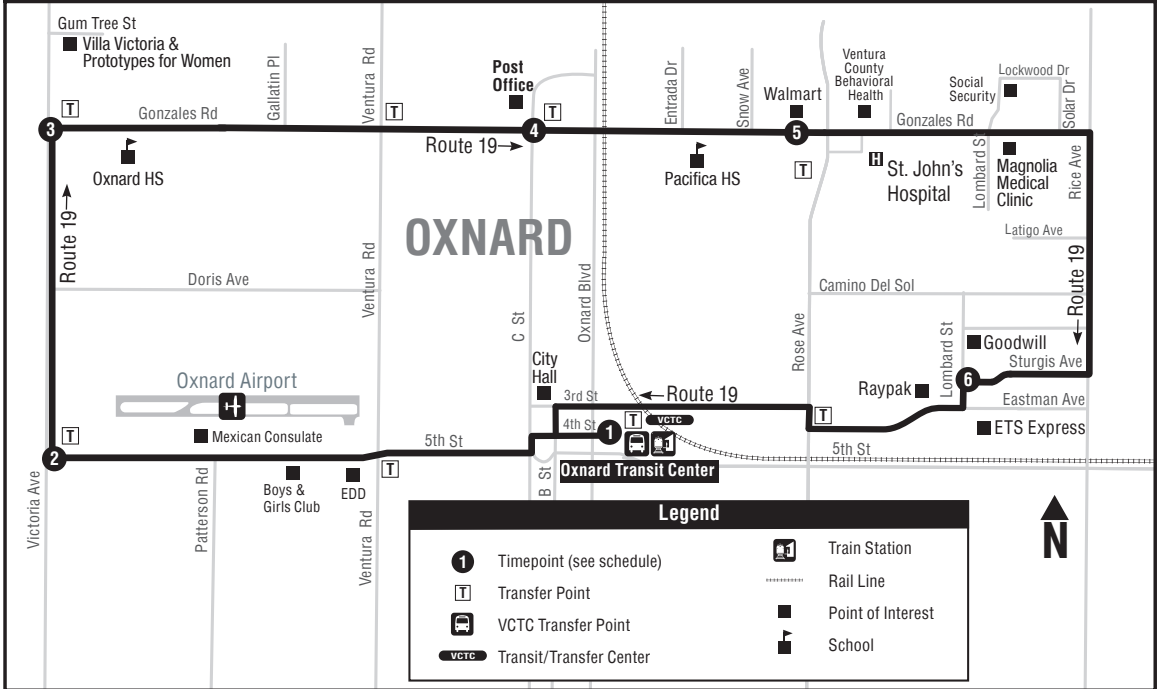 Gum Tree St
Villa Victoria &
Prototypes for Women
Gallatin Pl
Ventura Rd
Post
Office
Entrada Dr
Snow Ave
Walmart
Ventura
County
Behavioral
Health
Social
Security
Lockwood Dr
Solar Dr
T
T
T
3
Gonzales Rd
4
5
Gonzales Rd
Route 19
Oxnard HS
Pacifica HS
T
H
St. John's
Hospital
Lombard St
Magnolia
Medical
Clinic
Rice Ave
Route 19
OXNARD
Latigo Ave
Route 19
Doris Ave
Ventura Rd
C St
Oxnard Blvd
Rose Ave
Camino Del Sol
Lombard St
Goodwill
Sturgis Ave
City
Hall
Oxnard Airport
3rd St
Route 19
Raypak
6
Eastman Ave
T
VCTC
T
4th St
1
ETS Express
T
Mexican Consulate
5th St
5th St
2
T
Oxnard Transit Center
Victoria Ave
Patterson Rd
Boys &
Girls Club
EDD
Ventura Rd
B St
Legend
1
Timepoint (see schedule)
T
Transfer Point
VCTC Transfer Point
VCTC
Transit/Transfer Center
Train Station
Rail Line
Point of Interest
School
N